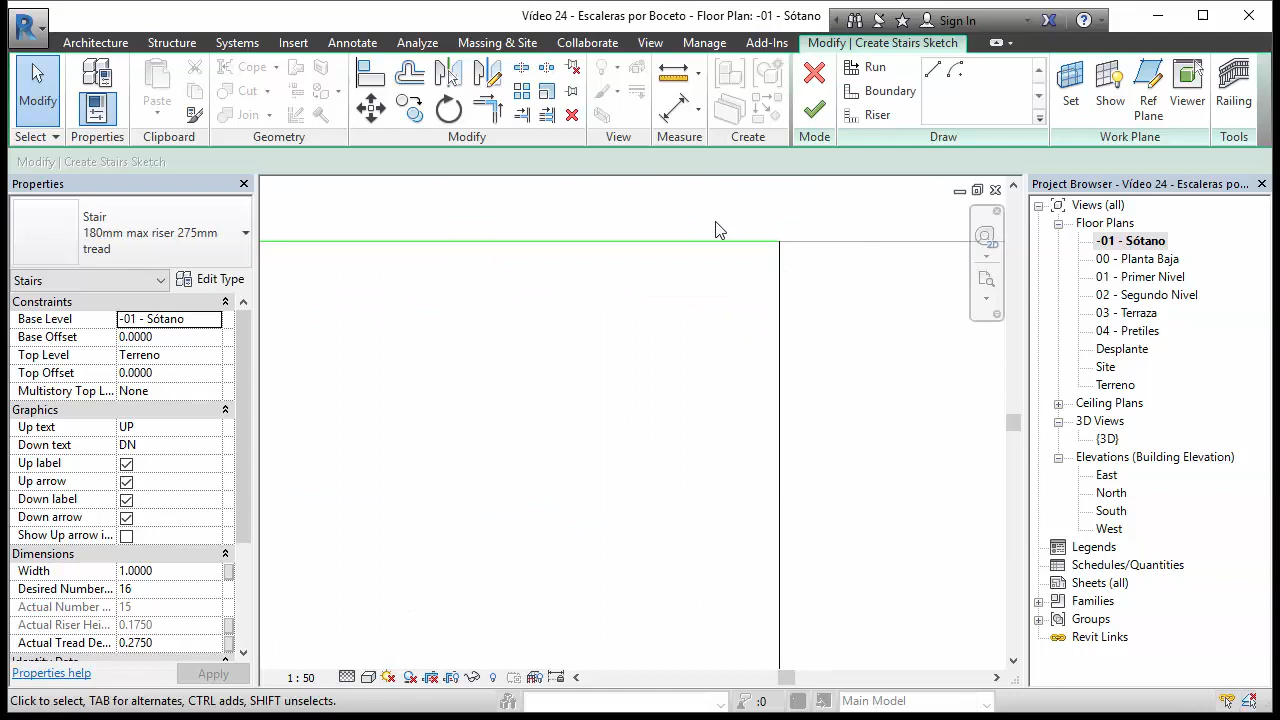 Vídeo 24 - Escaleras por Boceto - Floor Plan: -01 - Sótano
Sign In
Architecture Structure Systems Insert Annotate Analyze Massing & Site Collaborate View Manage Add-Ins Modify | Create Stairs Sketch
Modify
Paste
Cope
Cut
Join
Run
Boundary
Riser
Set Show Ref Plane Viewer Railing
Select Properties Clipboard Geometry Modify View Measure Create Mode Draw Work Plane Tools
Modify | Create Stairs Sketch
Properties
Stair
180mm max riser 275mm
tread
Stairs
Edit Type
Constraints
Base Level -01 - Sótano
Base Offset 0.0000
Top Level Terreno
Top Offset 0.0000
Multistory Top L... None
Graphics
Up text UP
Down text DN
Up label
Up arrow
Down label
Down arrow
Show Up arrow i...
Dimensions
Width 1.0000
Desired Number ... 16
Actual Number ... 15
Actual Riser Hei... 0.1750
Actual Tread De... 0.2750
Identity Data
Properties help
Apply
2D
1 : 50
Project Browser - Vídeo 24 - Escaleras po...
Views (all)
Floor Plans
-01 - Sótano
00 - Planta Baja
01 - Primer Nivel
02 - Segundo Nivel
03 - Terraza
04 - Pretiles
Desplante
Site
Terreno
Ceiling Plans
3D Views
{3D}
Elevations (Building Elevation)
East
North
South
West
Legends
Schedules/Quantities
Sheets (all)
Families
Groups
Revit Links
Click to select, TAB for alternates, CTRL adds, SHIFT unselects.
:0
Main Model